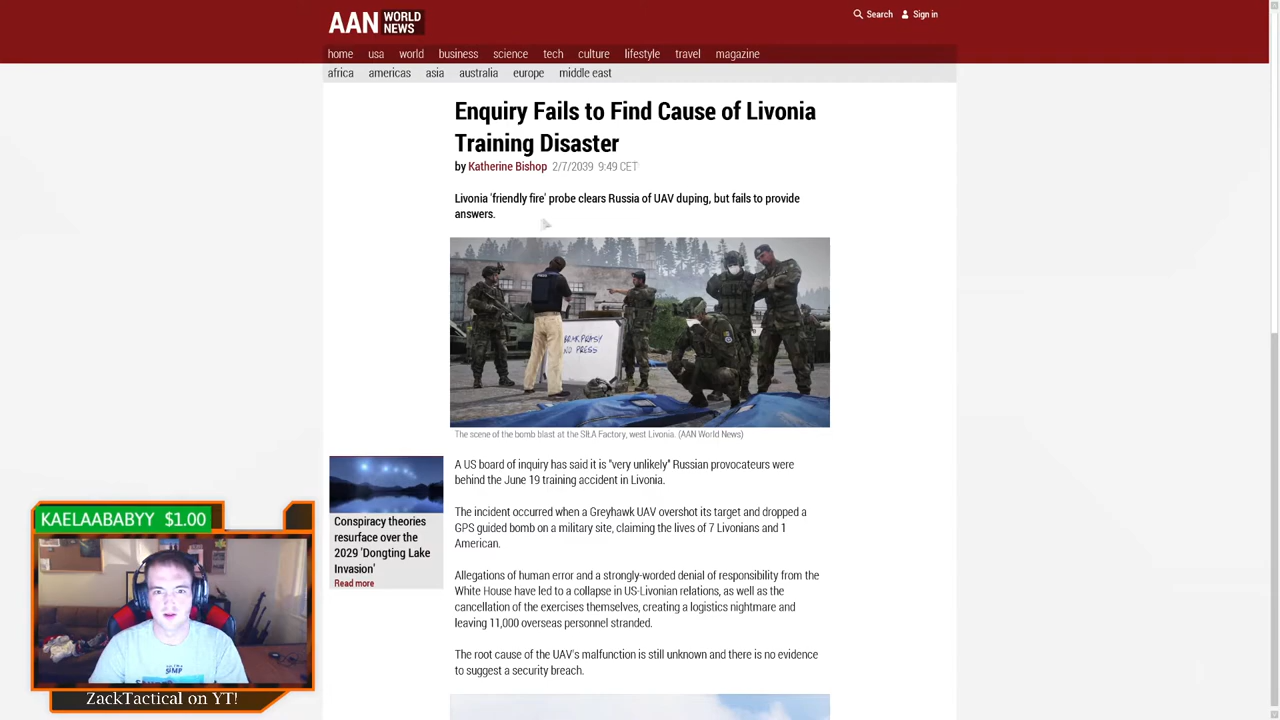 AAN WORLD NEWS
Search Sign in
home usa world business science tech culture lifestyle travel magazine
africa americas asia australia europe middle east
Enquiry Fails to Find Cause of Livonia
Training Disaster
by Katherine Bishop 2/7/2039 9:49 CET
Livonia 'friendly fire' probe clears Russia of UAV duping, but fails to provide
answers.
NO PRESS
The scene of the bomb blast at the SIŁA Factory, west Livonia. (AAN World News)
A US board of inquiry has said it is "very unlikely" Russian provocateurs were
behind the June 19 training accident in Livonia.
The incident occurred when a Greyhawk UAV overshot its target and dropped a
GPS guided bomb on a military site, claiming the lives of 7 Livonians and 1
American.
Allegations of human error and a strongly-worded denial of responsibility from the
White House have led to a collapse in US-Livonian relations, as well as the
cancellation of the exercises themselves, creating a logistics nightmare and
leaving 11,000 overseas personnel stranded.
The root cause of the UAV's malfunction is still unknown and there is no evidence
to suggest a security breach.
Conspiracy theories
resurface over the
2029 'Dongting Lake
Invasion'
Read more
KAELAABABYY $1.00
ZackTactical on YT!